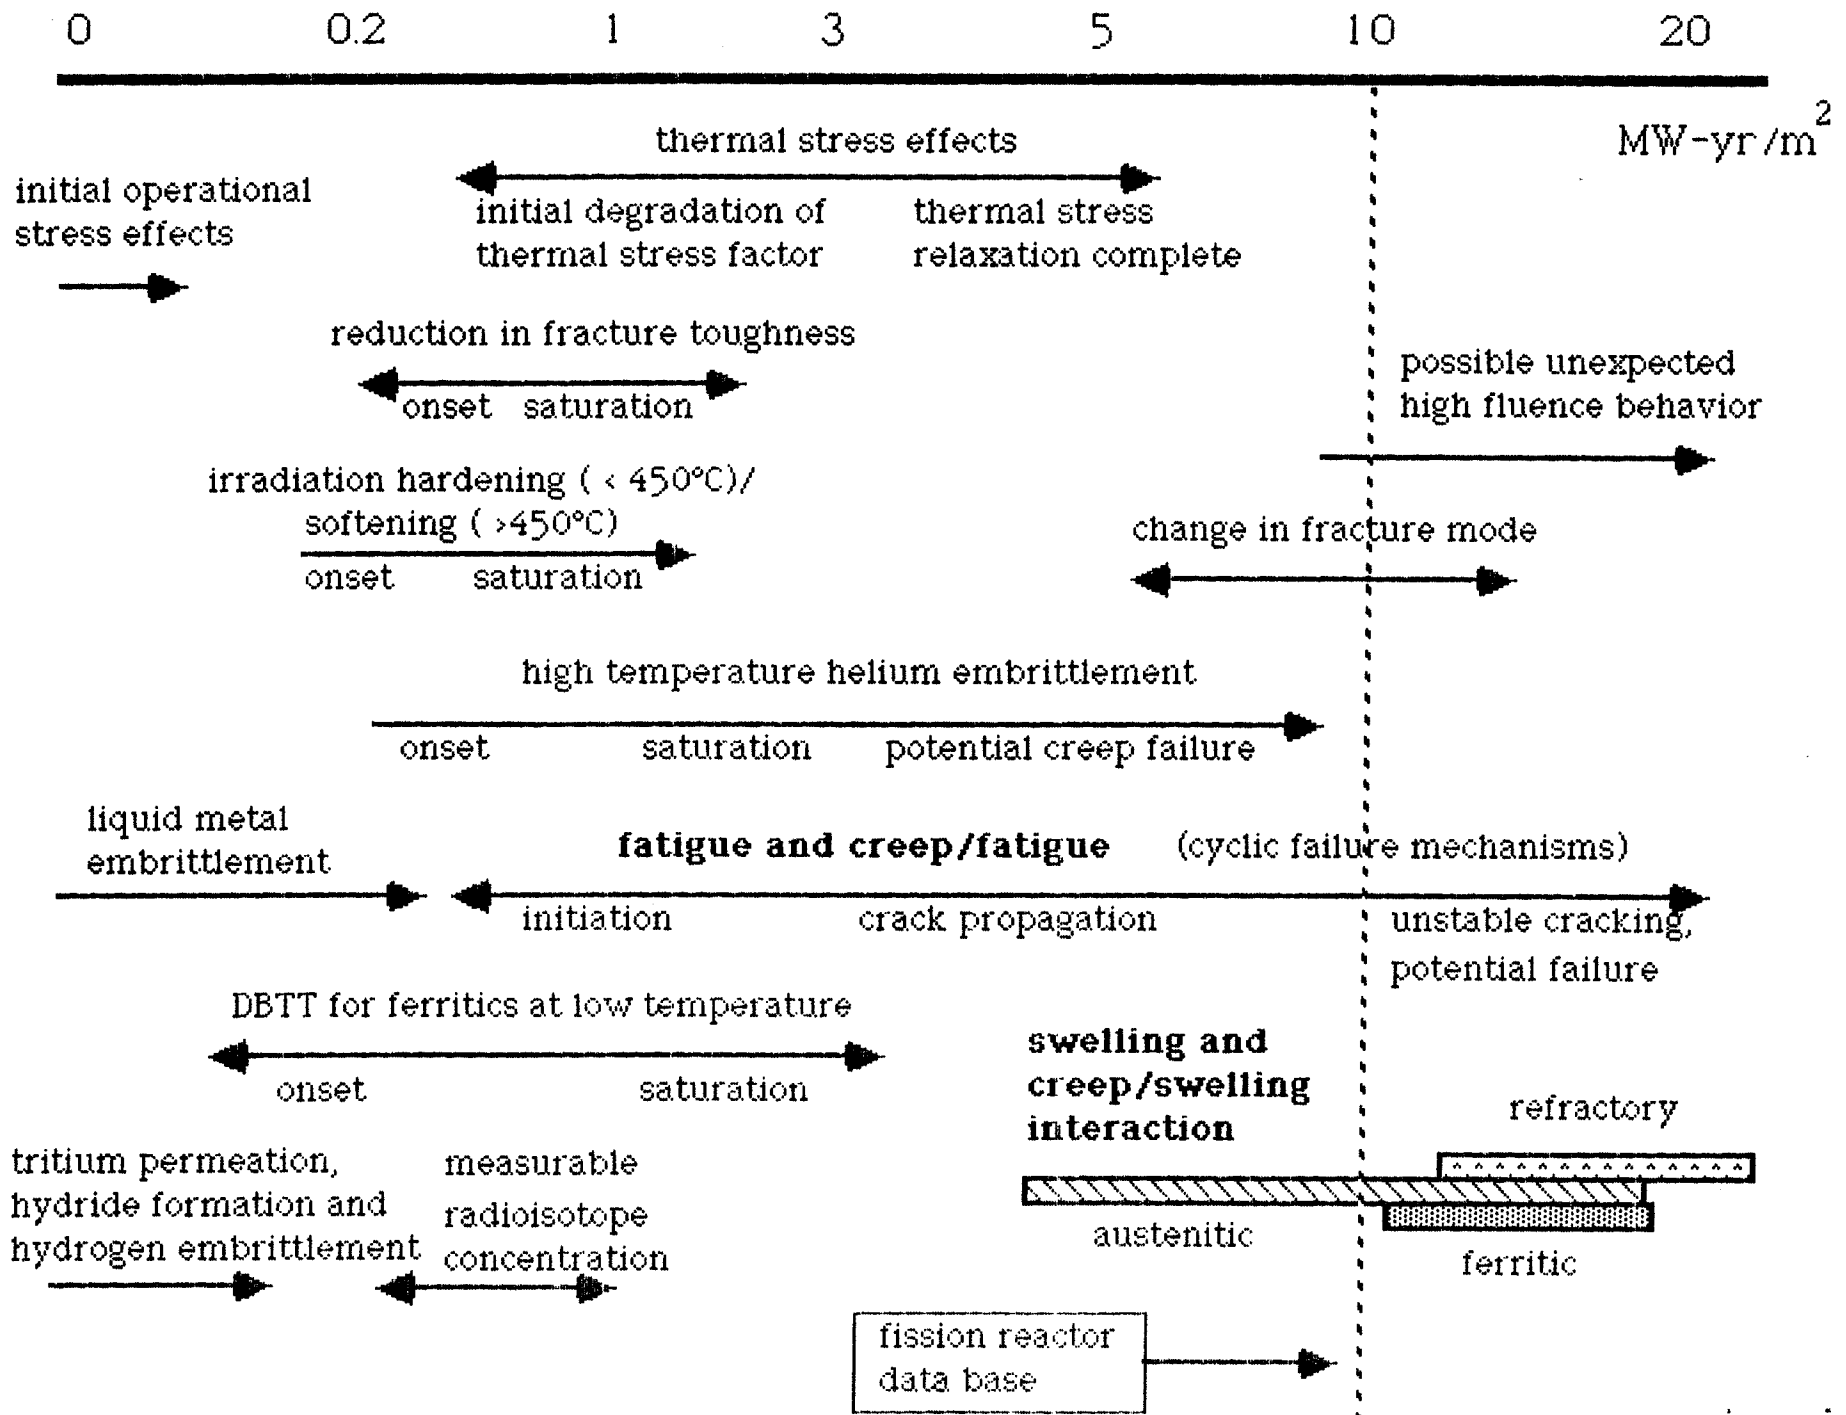 0 0.2 1 3 5 10 20
MW-yr/m²
thermal stress effects
initial operational
stress effects
initial degradation of
thermal stress factor
thermal stress
relaxation complete
reduction in fracture toughness
onset saturation
possible unexpected
high fluence behavior
irradiation hardening ( < 450°C)/
softening ( >450°C)
onset saturation
change in fracture mode
high temperature helium embrittlement
onset saturation potential creep failure
liquid metal
embrittlement
fatigue and creep/fatigue (cyclic failure mechanisms)
initiation crack propagation unstable cracking,
potential failure
DBTT for ferritics at low temperature
onset saturation
swelling and
creep/swelling
interaction
refractory
austenitic
ferritic
tritium permeation,
hydride formation and
hydrogen embrittlement
measurable
radioisotope
concentration
fission reactor
data base